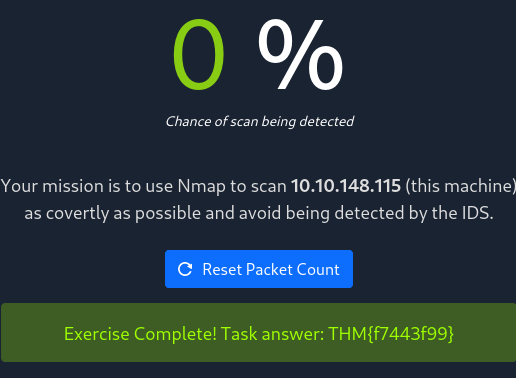 0 %
Chance of scan being detected
Your mission is to use Nmap to scan 10.10.148.115 (this machine)
as covertly as possible and avoid being detected by the IDS.
Reset Packet Count
Exercise Complete! Task answer: THM{f7443f99}